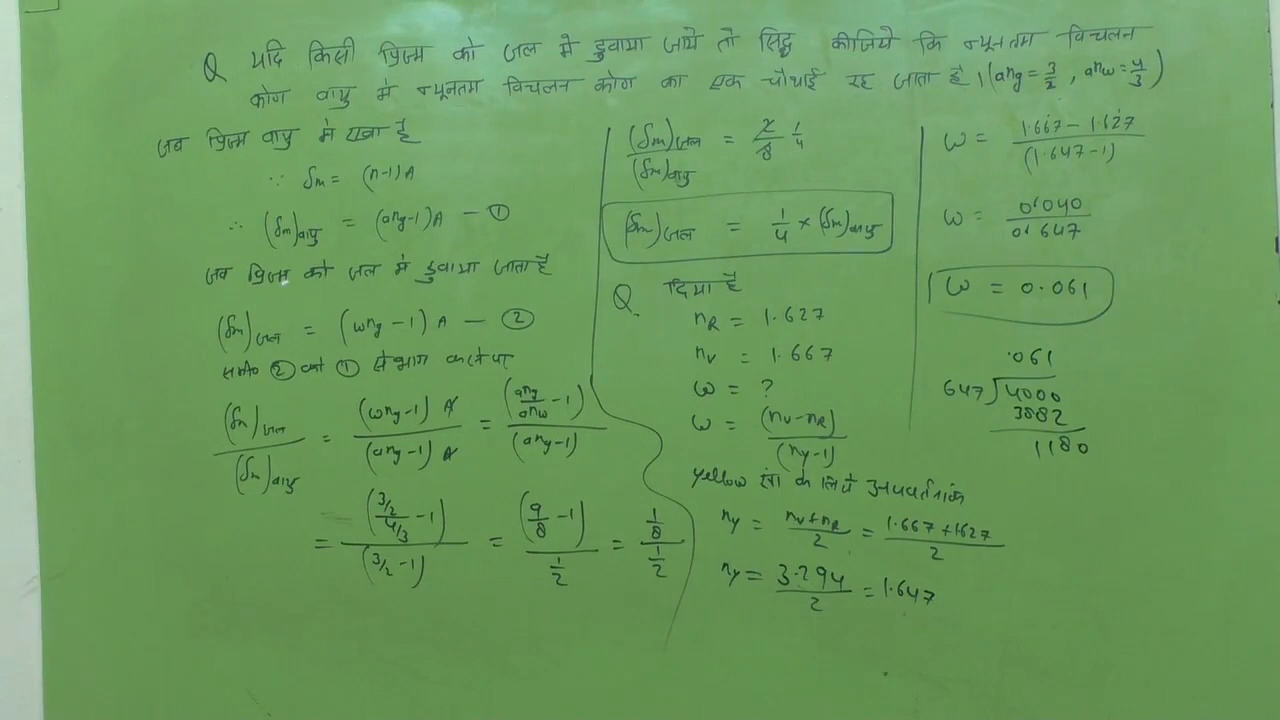 Q यदि किसी प्रिज्म को जल मे डुवाया जाये तो सिद्ध कीजिये कि न्यूनतम विचलन
कोण वायु में न्यूनतम विचलन कोण का एक चौथाई रह जाता है । (ang = 3/2 , anw = 4/3)
जब प्रिज्म वायु मे रखा है
∵ δm = (n-1)A
∴ (δm)वायु = (ang-1)A — ①
जब प्रिज्म को जल मे डुवाया जाता है
(δm)जल = (wng-1)A — ②
समी० ② को ① से भाग करने पर
(δm)जल / (δm)वायु = (wng-1)A / (ang-1)A = (ang/anw - 1) / (ang-1)
= ((3/2)/(4/3) - 1) / (3/2 - 1) = (9/8 - 1) / (1/2) = (1/8) / (1/2)
(δm)जल / (δm)वायु = 2/8 1/4
(δm)जल = 1/4 × (δm)वायु
Q. दिया है
nR = 1.627
nv = 1.667
ω = ?
ω = (nv-nR) / (ny-1)
yellow रंग के लिये अपवर्तनांक
ny = (nv+nR)/2 = (1.667+1.627)/2
ny = 3.294/2 = 1.647
ω = (1.667-1.627) / (1.647-1)
ω = 0.040 / 0.647
ω = 0.061
.061
647)4000
3882
1180